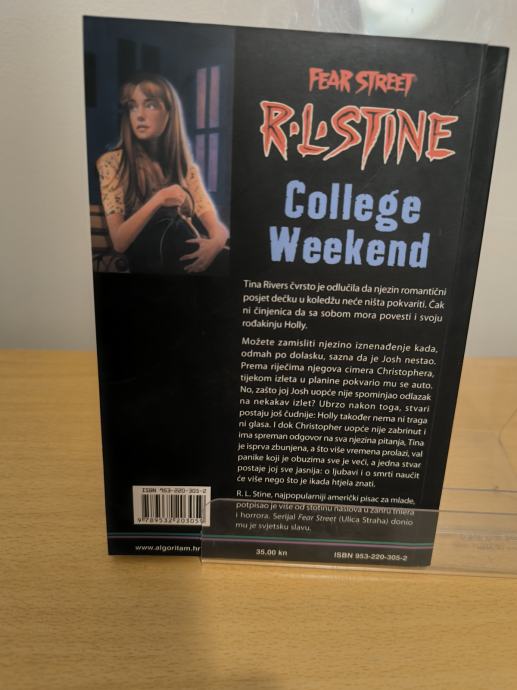 FEAR STREET
R.L.STINE
College
Weekend
Tina Rivers čvrsto je odlučila da njezin romantični
posjet dečku u koledžu neće ništa pokvariti. Čak
ni činjenica da sa sobom mora povesti i svoju
rođakinju Holly.
Možete zamisliti njezino iznenađenje kada,
odmah po dolasku, sazna da je Josh nestao.
Prema riječima njegova cimera Christophera,
tijekom izleta u planine pokvario mu se auto.
No, zašto joj Josh uopće nije spominjao odlazak
na nekakav izlet? Ubrzo nakon toga, stvari
postaju još čudnije: Holly također nema ni traga
ni glasa. I dok Christopher uopće nije zabrinut i
ima spreman odgovor na sva njezina pitanja, Tina
je isprva zbunjena, a što više vremena prolazi, val
panike koji je obuzima sve je veći, a jedna stvar
postaje joj sve jasnija: o ljubavi i o smrti naučit
će više nego što je ikada htjela znati.
R. L. Stine, najpopularniji američki pisac za mlade,
potpisao je više od stotinu naslova u žanru trilera
i horrora. Serijal Fear Street (Ulica Straha) donio
mu je svjetsku slavu.
ISBN 953-220-305-2
9 789532 203059
www.algoritam.hr
35,00 kn
ISBN 953-220-305-2